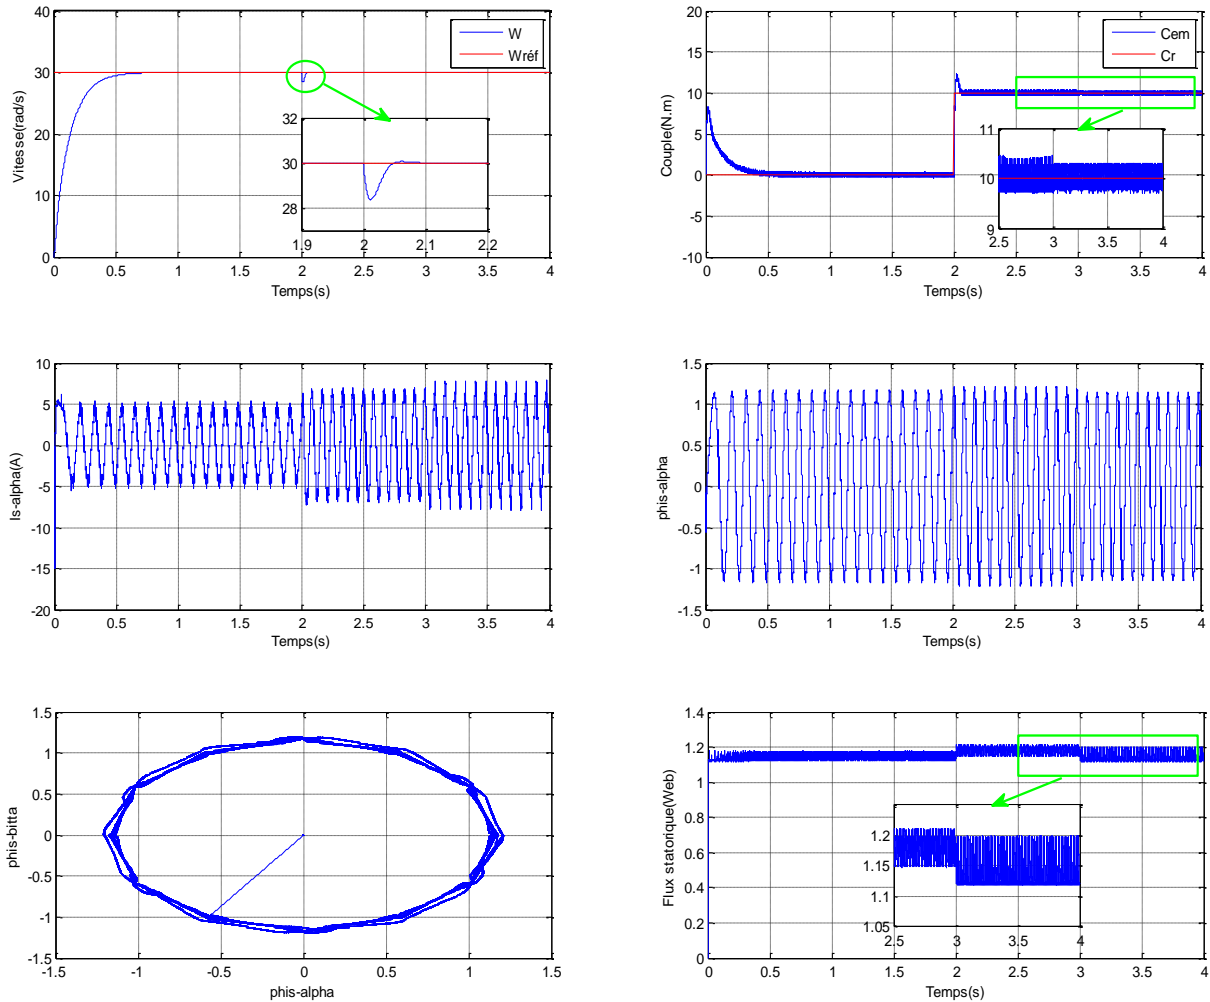 40
30
20
10
0
Vitesse(rad/s)
W
Wréf
32
30
28
1.9 2 2.1 2.2
0 0.5 1 1.5 2 2.5 3 3.5 4
Temps(s)
20
15
10
5
0
-5
-10
Couple(N.m)
Cem
Cr
11
10
9
2.5 3 3.5 4
0 0.5 1 1.5 2 2.5 3 3.5 4
Temps(s)
10
5
0
-5
-10
-15
-20
Is-alpha(A)
0 0.5 1 1.5 2 2.5 3 3.5 4
Temps(s)
1.5
1
0.5
0
-0.5
-1
-1.5
phis-alpha
0 0.5 1 1.5 2 2.5 3 3.5 4
Temps(s)
1.5
1
0.5
0
-0.5
-1
-1.5
phis-bitta
-1.5 -1 -0.5 0 0.5 1 1.5
phis-alpha
1.4
1.2
1
0.8
0.6
0.4
0.2
0
Flux statorique(Web)
1.2
1.15
1.1
1.05
2.5 3 3.5 4
0 0.5 1 1.5 2 2.5 3 3.5 4
Temps(s)